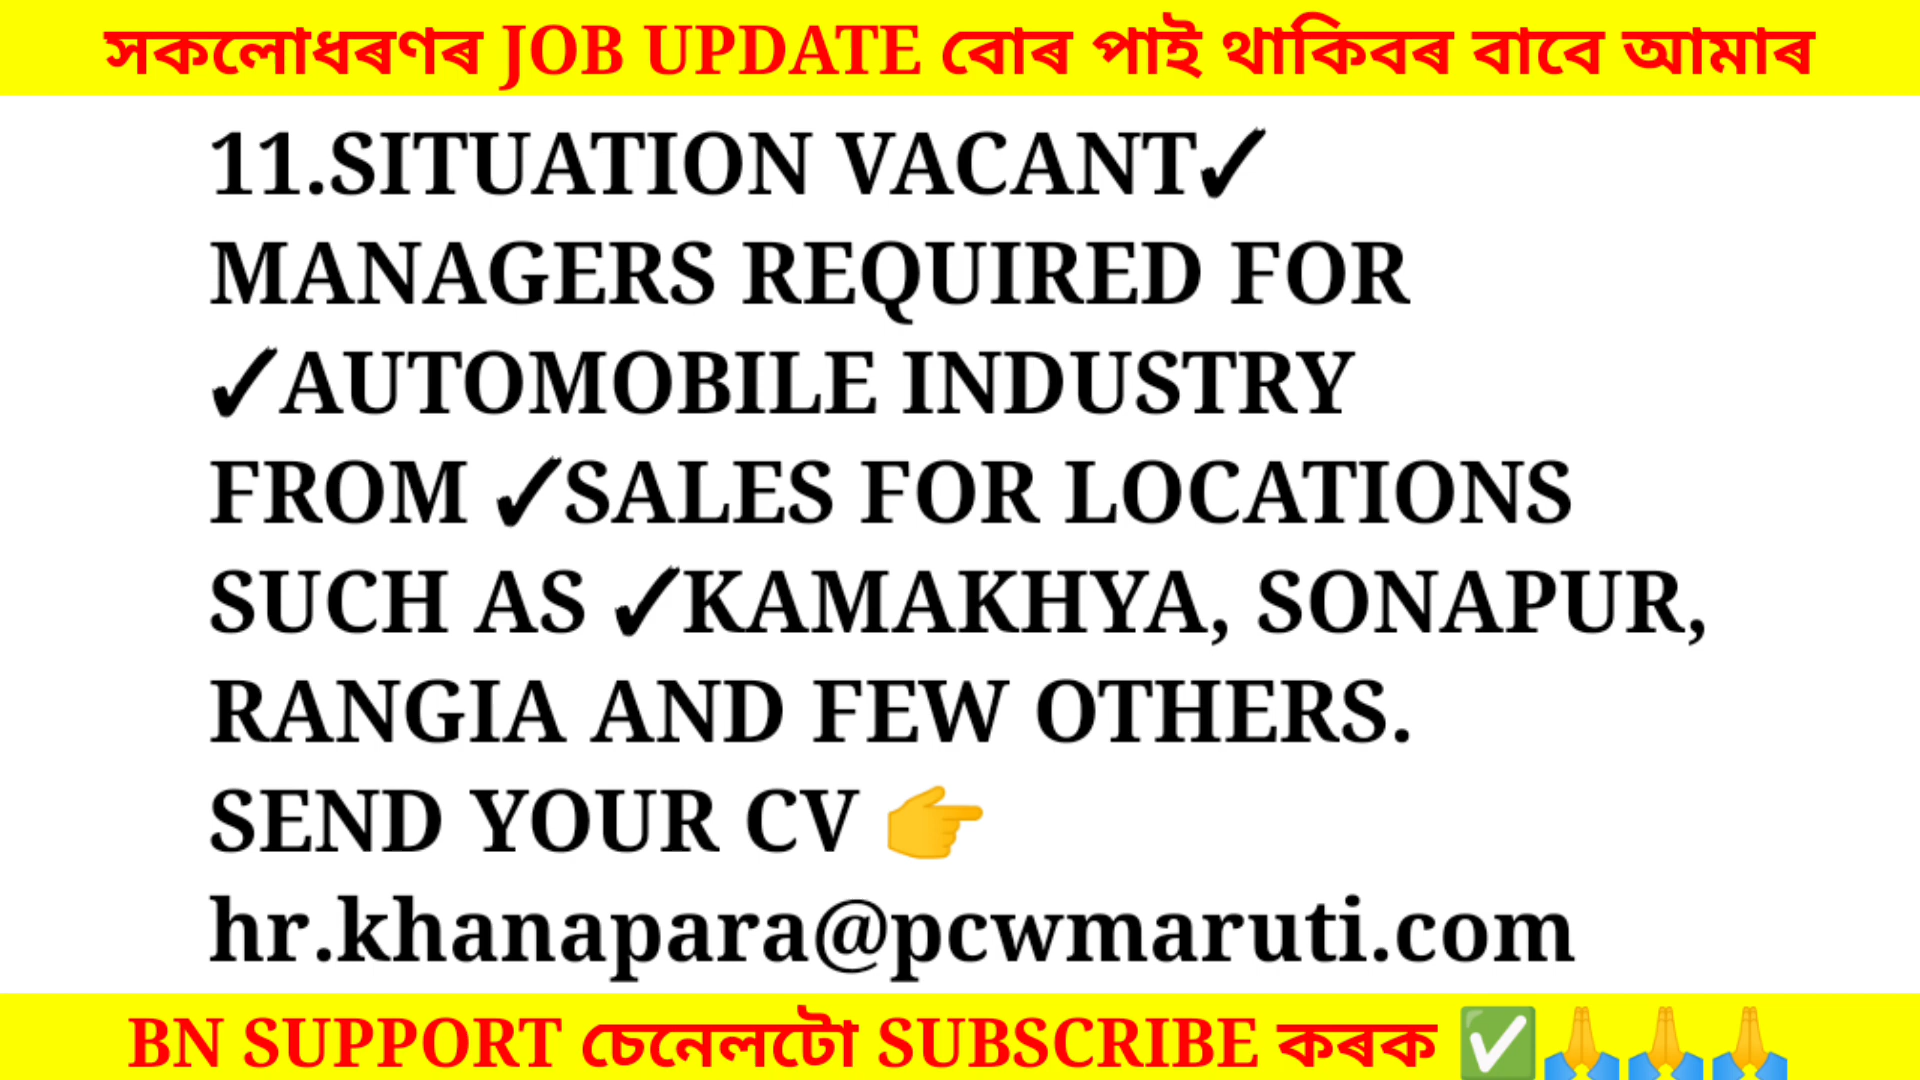 সকলোধৰণৰ JOB UPDATE বোৰ পাই থাকিবৰ বাবে আমাৰ
11.SITUATION VACANT✓
MANAGERS REQUIRED FOR
✓AUTOMOBILE INDUSTRY
FROM ✓SALES FOR LOCATIONS
SUCH AS ✓KAMAKHYA, SONAPUR,
RANGIA AND FEW OTHERS.
SEND YOUR CV 👉
hr.khanapara@pcwmaruti.com
BN SUPPORT চেনেলটো SUBSCRIBE কৰক ✅🙏🙏🙏